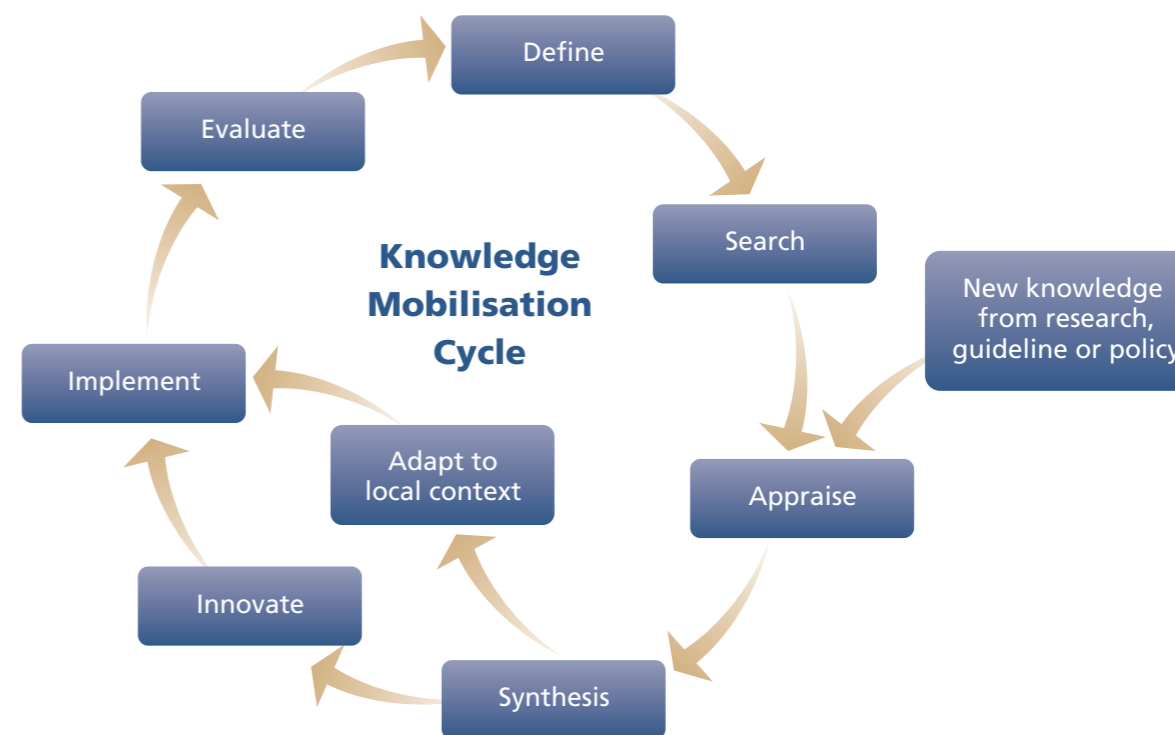 Define
Evaluate
Search
Knowledge
Mobilisation
Cycle
New knowledge
from research,
guideline or policy
Implement
Adapt to
local context
Appraise
Innovate
Synthesis